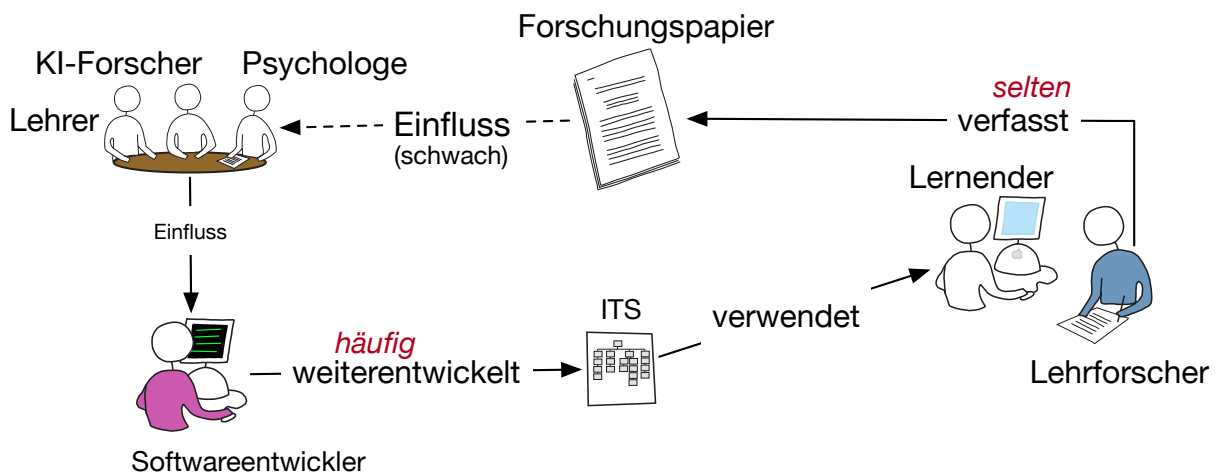 Forschungspapier
KI-Forscher
Psychologe
Lehrer
Einfluss
(schwach)
selten
verfasst
Lernender
Einfluss
ITS
verwendet
häufig
weiterentwickelt
Lehrforscher
Softwareentwickler